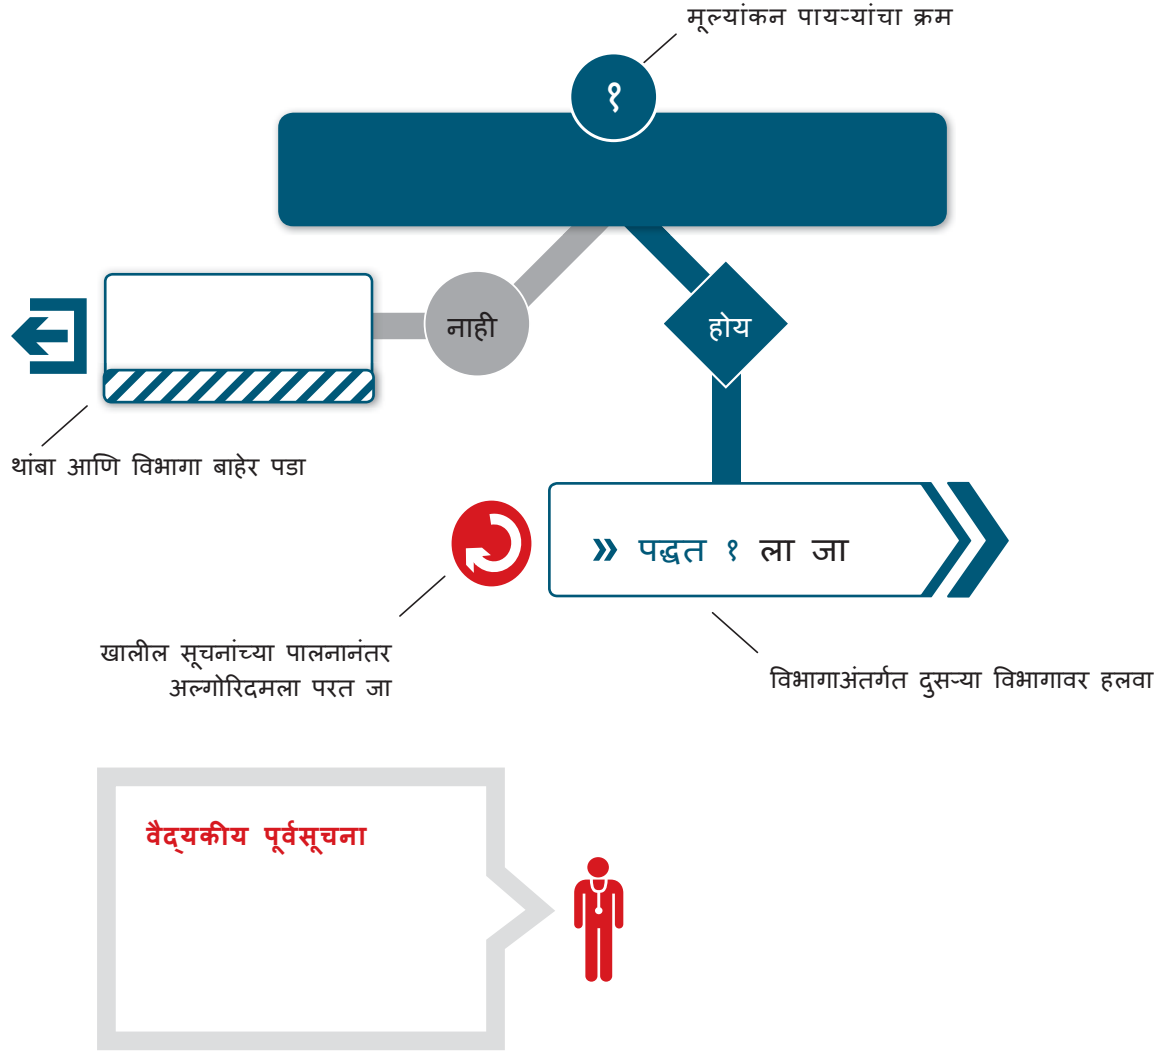 मूल्यांकन पायऱ्यांचा क्रम
१
नाही
होय
थांबा आणि विभागा बाहेर पडा
» पद्धत १ ला जा
खालील सूचनांच्या पालनानंतर
अल्गोरिदमला परत जा
विभागाअंतर्गत दुसऱ्या विभागावर हलवा
वैद्यकीय पूर्वसूचना